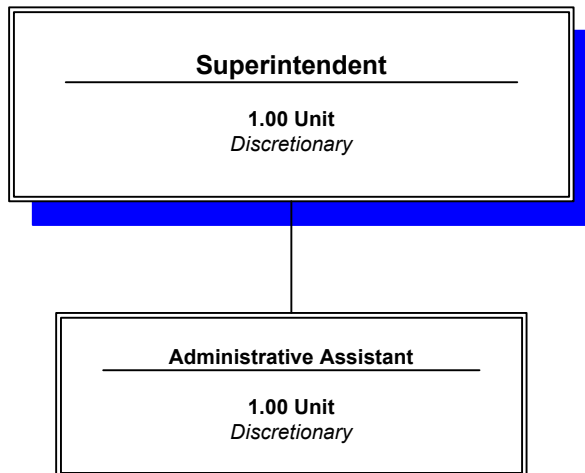 Superintendent
1.00 Unit
Discretionary
Administrative Assistant
1.00 Unit
Discretionary